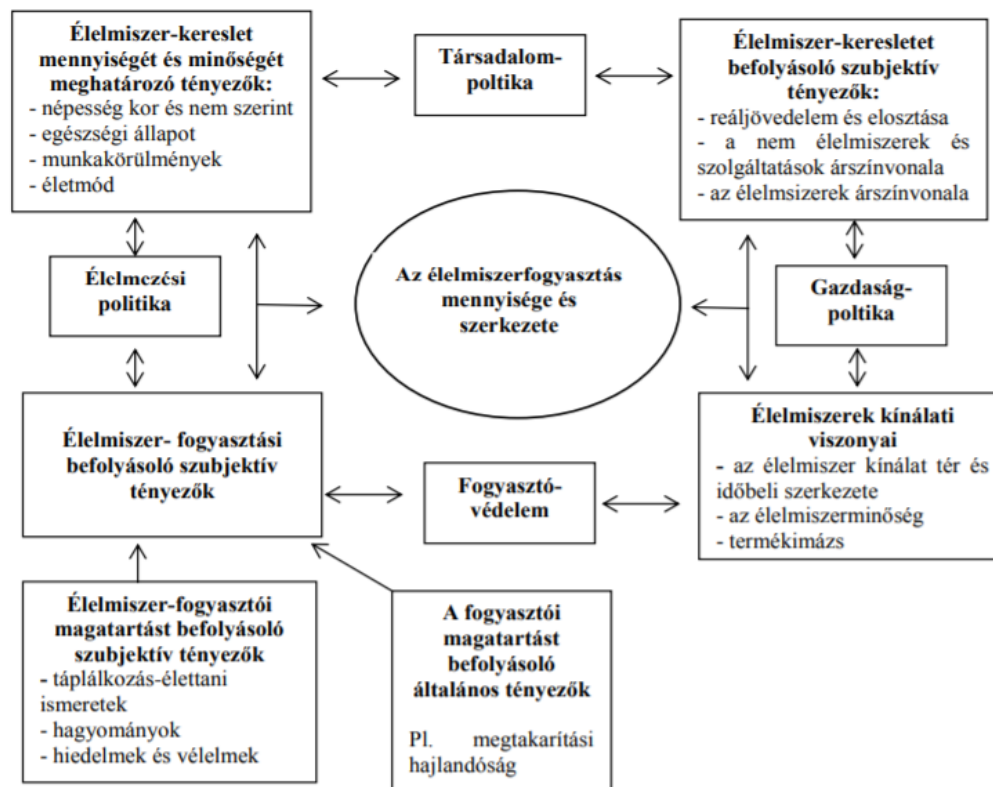 Élelmiszer-kereslet
mennyiségét és minőségét
meghatározó tényezők:
- népesség kor és nem szerint
- egészségi állapot
- munkakörülmények
- életmód
Társadalom-
poltika
Élelmiszer-keresletet
befolyásoló szubjektív
tényezők:
- reáljövedelem és elosztása
- a nem élelmiszerek és
szolgáltatások árszínvonala
- az élelmsizerek árszínvonala
Élelmezési
politika
Az élelmiszerfogyasztás
mennyisége és
szerkezete
Gazdaság-
poltika
Élelmiszer- fogyasztási
befolyásoló szubjektív
tényezők
Fogyasztó-
védelem
Élelmiszerek kínálati
viszonyai
- az élelmiszer kínálat tér és
időbeli szerkezete
- az élelmiszerminőség
- termékimázs
Élelmiszer-fogyasztói
magatartást befolyásoló
szubjektív tényezők
- táplálkozás-élettani
ismeretek
- hagyományok
- hiedelmek és vélelmek
A fogyasztói
magatartást
befolyásoló
általános tényezők
Pl. megtakarítási
hajlandóság